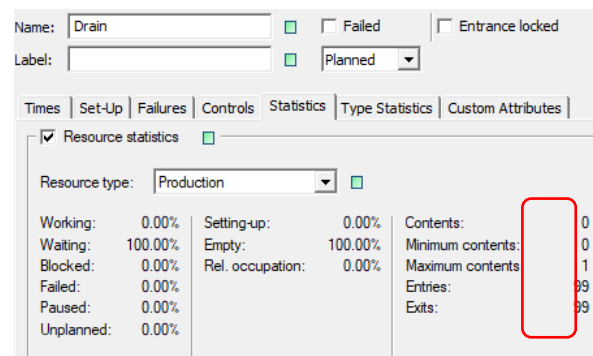 Name: Drain Failed Entrance locked
Label: Planned
Times Set-Up Failures Controls Statistics Type Statistics Custom Attributes
Resource statistics
Resource type: Production
Working: 0.00% Setting-up: 0.00% Contents: 0
Waiting: 100.00% Empty: 100.00% Minimum contents: 0
Blocked: 0.00% Rel. occupation: 0.00% Maximum contents 1
Failed: 0.00% Entries: 99
Paused: 0.00% Exits: 99
Unplanned: 0.00%